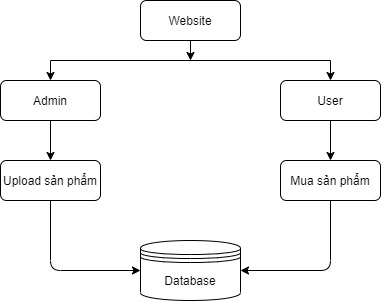 Website
Admin
User
Upload sản phẩm
Mua sản phẩm
Database